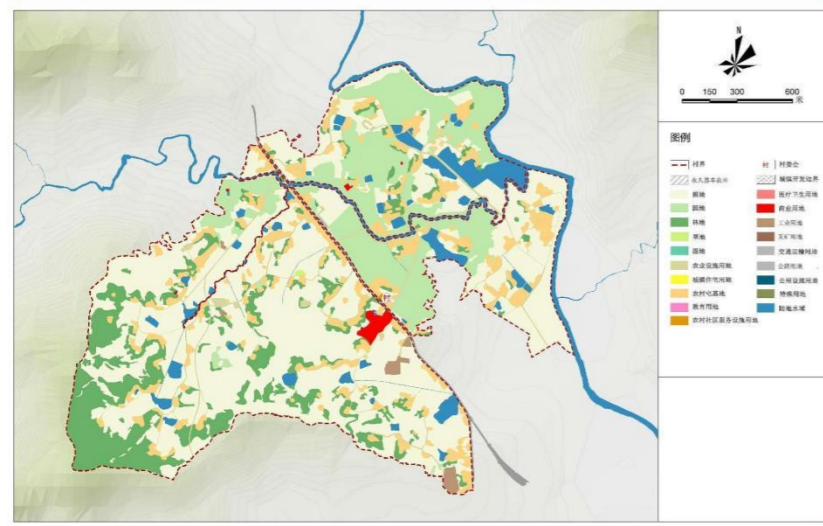 N
0 150 300 600
米
图例
村界
村 村委会
永久基本农田
城镇开发边界
耕地
医疗卫生用地
园地
商业用地
林地
工业用地
草地
采矿用地
湿地
交通运输用地
农业设施用地
公路用地
城镇住宅用地
公用设施用地
农村宅基地
特殊用地
教育用地
陆地水域
农村社区服务设施用地
村